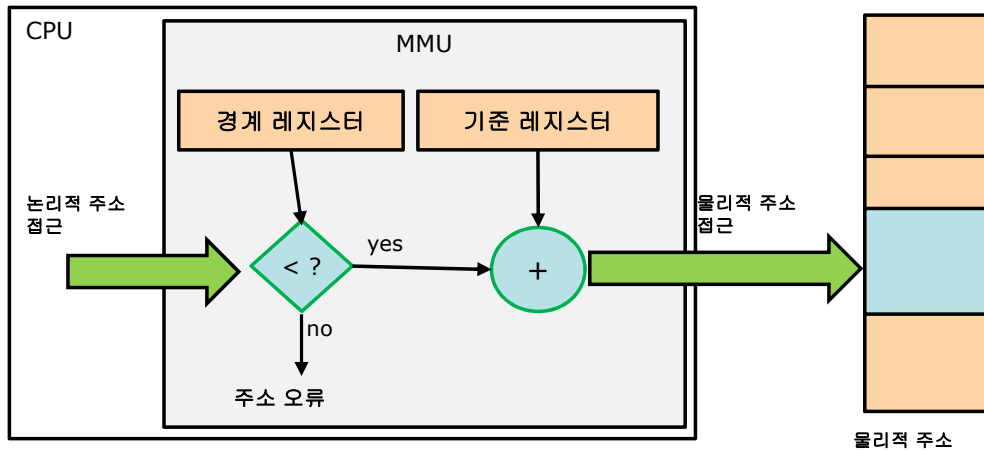 CPU
MMU
경계 레지스터
기준 레지스터
논리적 주소
접근
< ?
yes
+
물리적 주소
접근
no
주소 오류
물리적 주소